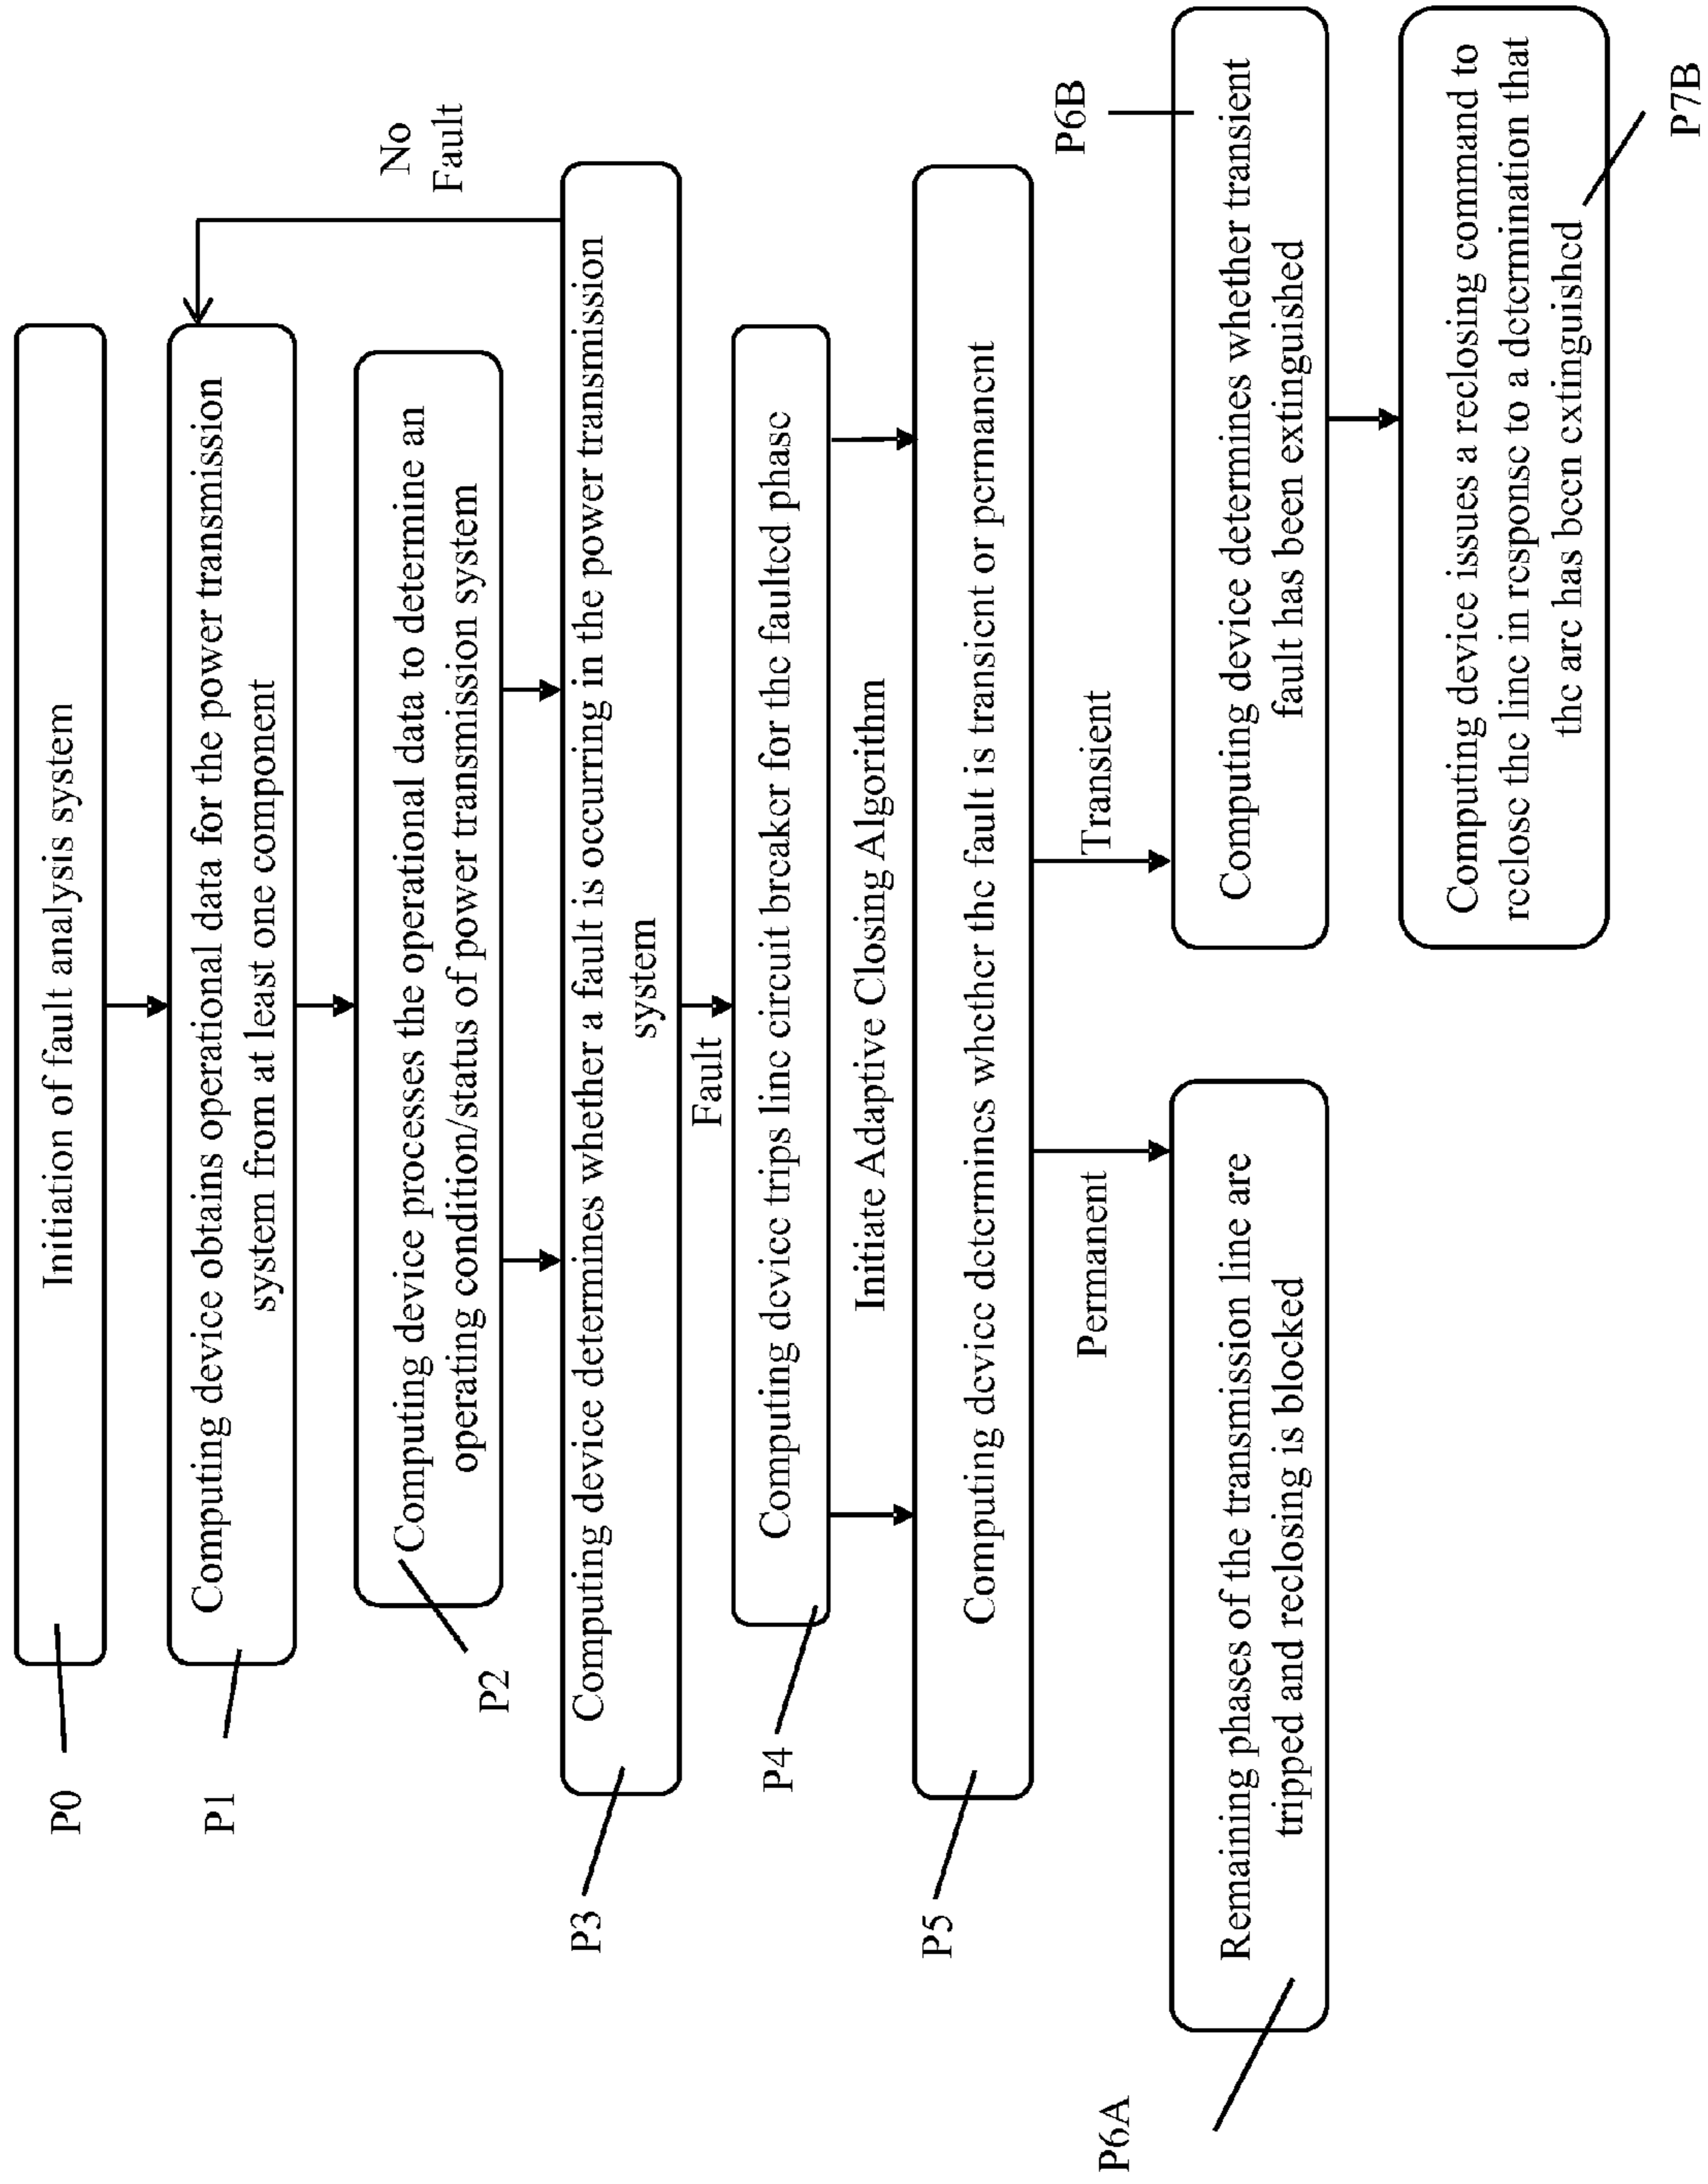 Initiation of fault analysis system
P0
Computing device obtains operational data for the power transmission
system from at least one component
P1
No
Fault
Computing device processes the operational data to determine an
operating condition/status of power transmission system
P2
Computing device determines whether a fault is occurring in the power transmission
system
P3
Fault
Computing device trips line circuit breaker for the faulted phase
P4
Initiate Adaptive Closing Algorithm
Computing device determines whether the fault is transient or permanent
P5
Permanent
Transient
Remaining phases of the transmission line are
tripped and reclosing is blocked
P6A
P6B
Computing device determines whether transient
fault has been extinguished
Computing device issues a reclosing command to
reclose the line in response to a determination that
the arc has been extinguished
P7B